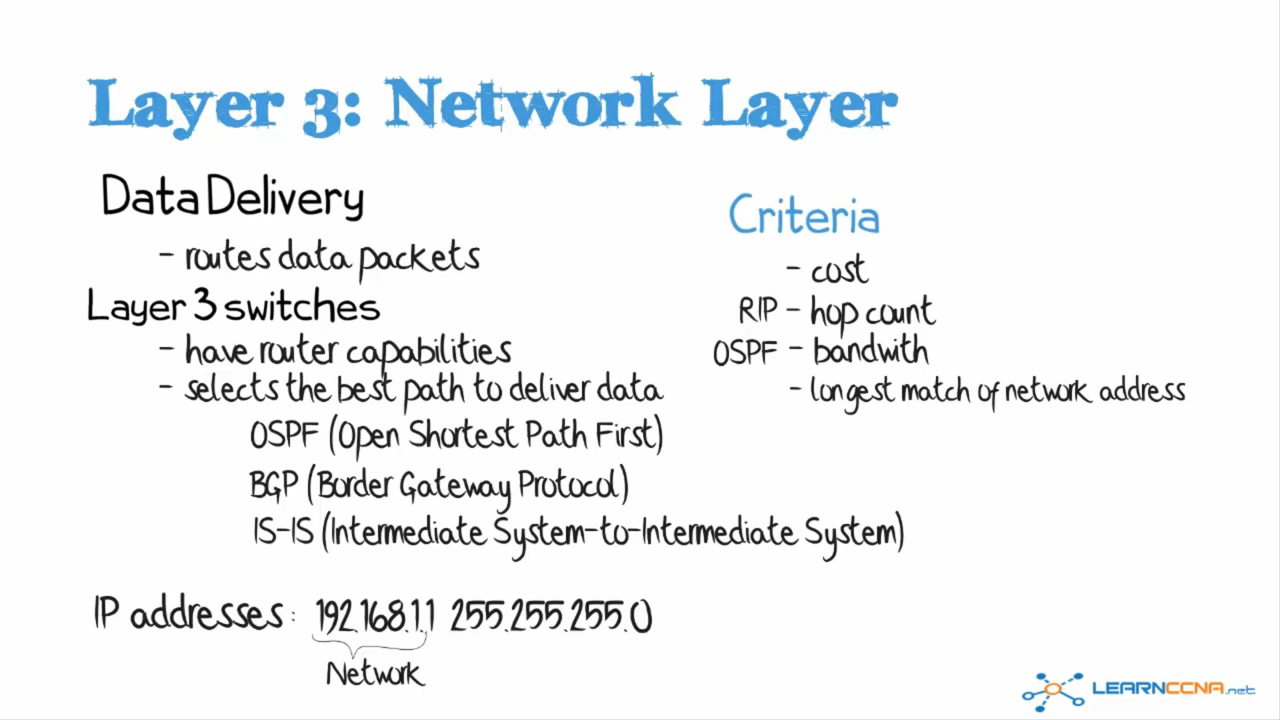 Layer 3: Network Layer
Data Delivery
- routes data packets
Layer 3 switches
- have router capabilities
- selects the best path to deliver data
OSPF (Open Shortest Path First)
BGP (Border Gateway Protocol)
IS-IS (Intermediate System-to-Intermediate System)
Criteria
- cost
RIP - hop count
OSPF - bandwith
- longest match of network address
IP addresses: 192.168.1.1 255.255.255.0
Network
LEARNCCNA.net